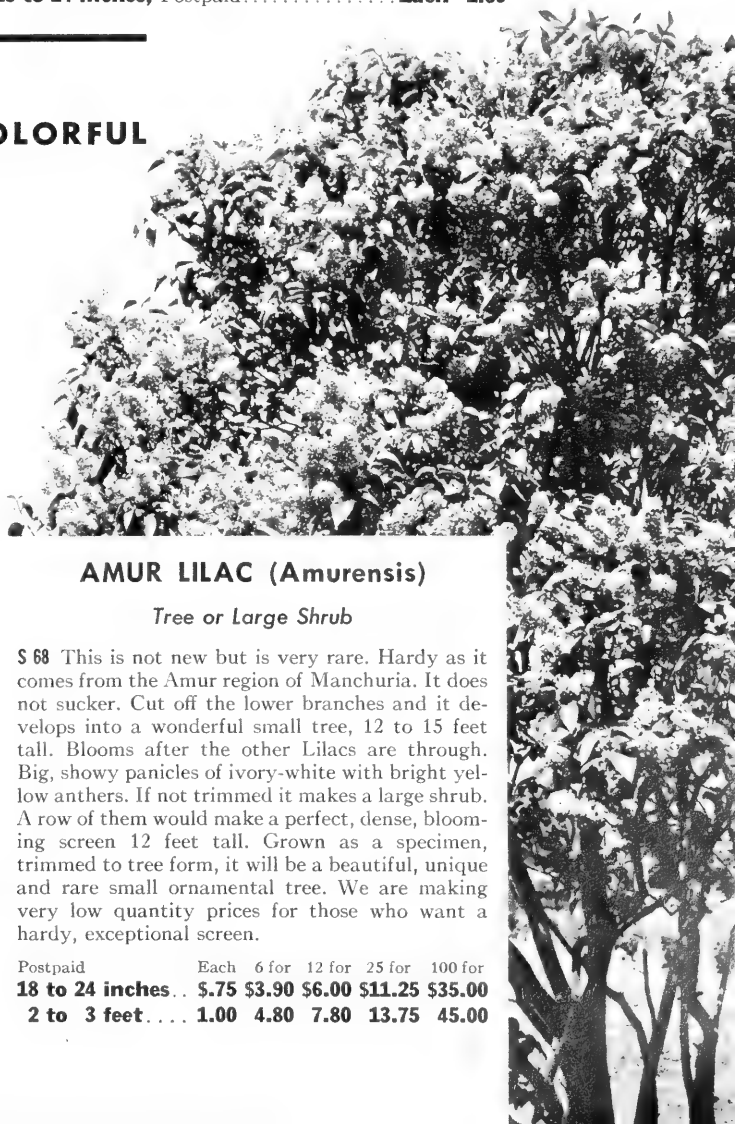 to 24 inches, Postpaid...............Each
OLORFUL
AMUR LILAC (Amurensis)
Tree or Large Shrub
S 68 This is not new but is very rare. Hardy as it
comes from the Amur region of Manchuria. It does
not sucker. Cut off the lower branches and it de-
velops into a wonderful small tree, 12 to 15 feet
tall. Blooms after the other Lilacs are through.
Big, showy panicles of ivory-white with bright yel-
low anthers. If not trimmed it makes a large shrub.
A row of them would make a perfect, dense, bloom-
ing screen 12 feet tall. Grown as a specimen,
trimmed to tree form, it will be a beautiful, unique
and rare small ornamental tree. We are making
very low quantity prices for those who want a
hardy, exceptional screen.
Postpaid Each 6 for 12 for 25 for 100 for
18 to 24 inches.. $.75 $3.90 $6.00 $11.25 $35.00
2 to 3 feet.... 1.00 4.80 7.80 13.75 45.00